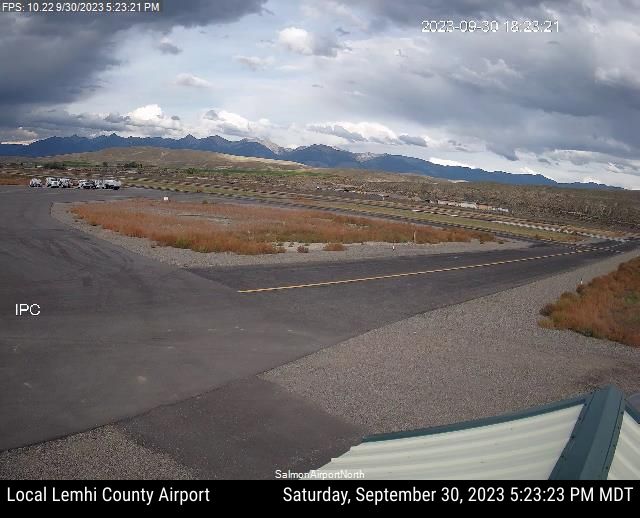 FPS: 10.22 9/30/2023 5:23:21 PM
2023-09-30 18:23:21
IPC
SalmonAirportNorth
Local Lemhi County Airport
Saturday, September 30, 2023 5:23:23 PM MDT